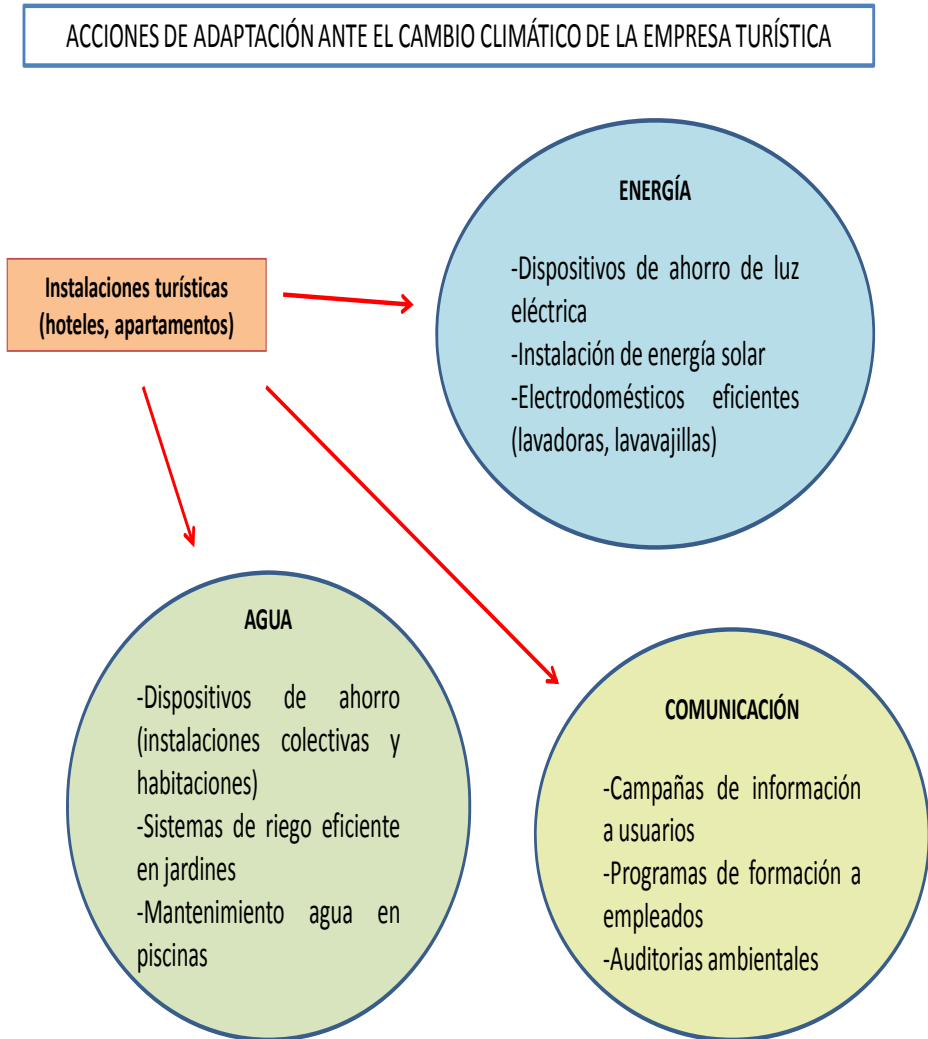 ACCIONES DE ADAPTACIÓN ANTE EL CAMBIO CLIMÁTICO DE LA EMPRESA TURÍSTICA
Instalaciones turísticas
(hoteles, apartamentos)
ENERGÍA
-Dispositivos de ahorro de luz
eléctrica
-Instalación de energía solar
-Electrodomésticos eficientes
(lavadoras, lavavajillas)
AGUA
-Dispositivos de ahorro
(instalaciones colectivas y
habitaciones)
-Sistemas de riego eficiente
en jardines
-Mantenimiento agua en
piscinas
COMUNICACIÓN
-Campañas de información
a usuarios
-Programas de formación a
empleados
-Auditorias ambientales